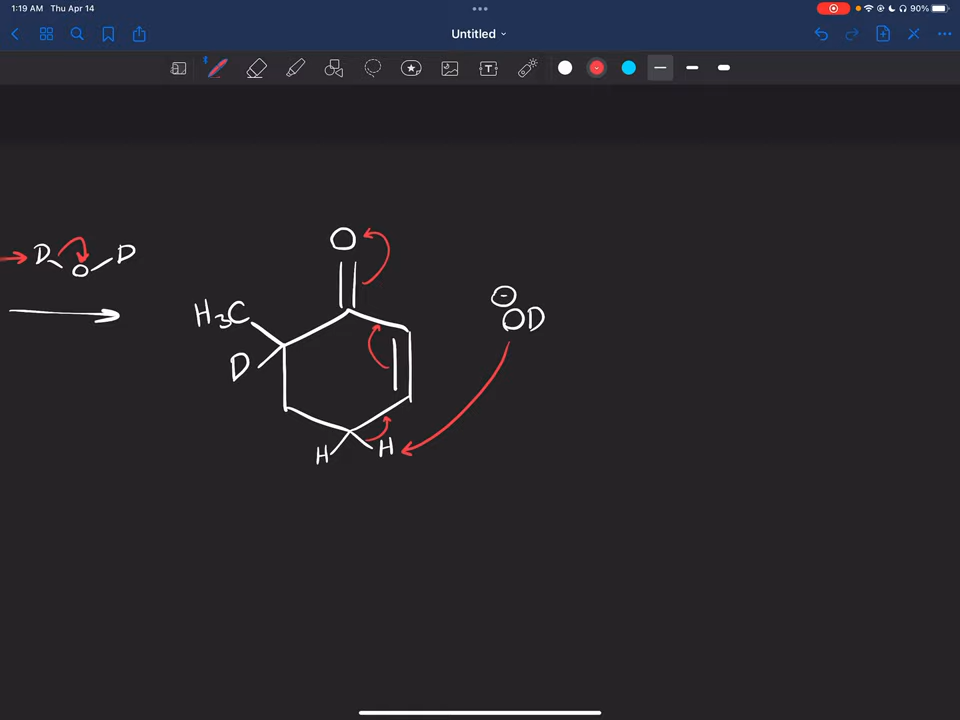 1:19 AM Thu Apr 14
90%
Untitled
T
O
D O D
H₃C
⊖
OD
D
H H